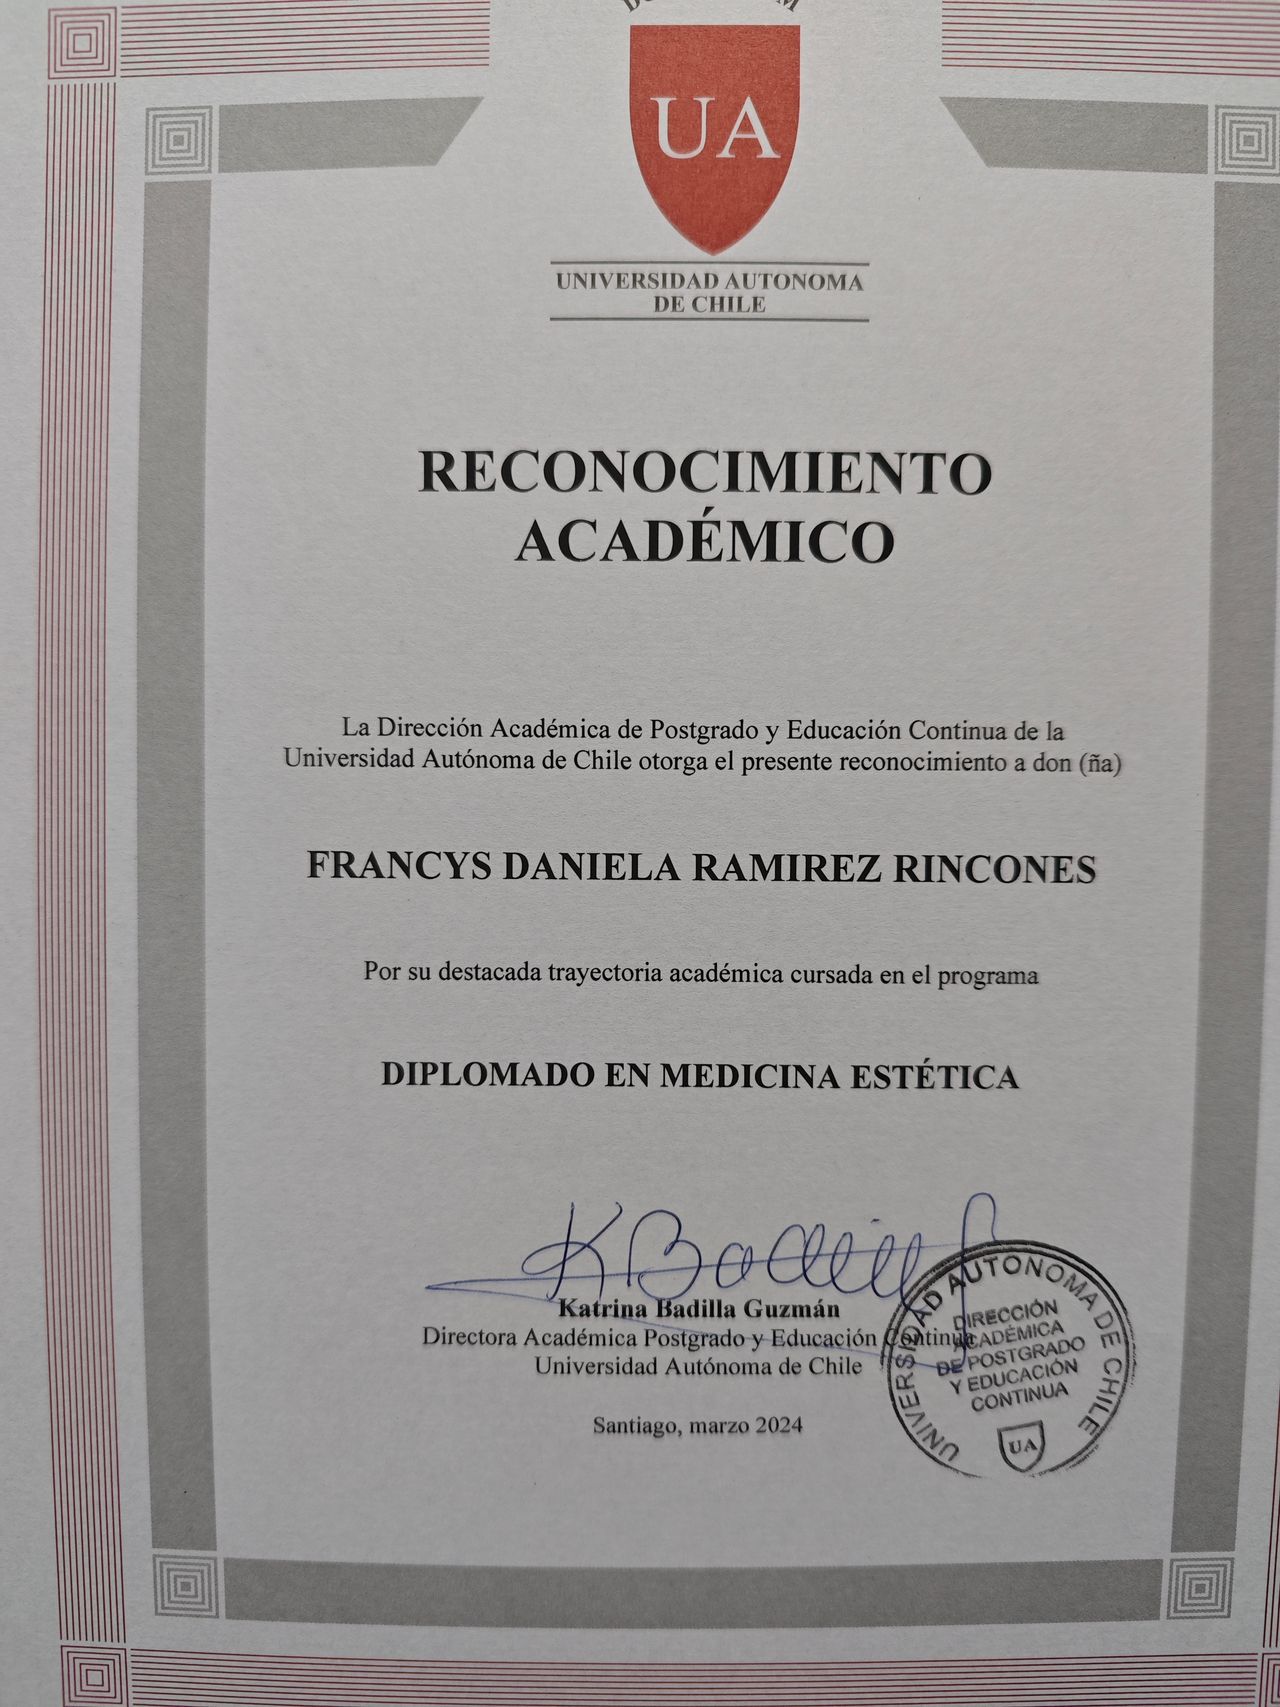 UA
UNIVERSIDAD AUTONOMA
DE CHILE
RECONOCIMIENTO
ACADÉMICO
La Dirección Académica de Postgrado y Educación Continua de la
Universidad Autónoma de Chile otorga el presente reconocimiento a don (ña)
FRANCYS DANIELA RAMIREZ RINCONES
Por su destacada trayectoria académica cursada en el programa
DIPLOMADO EN MEDICINA ESTÉTICA
K Badilla
Katrina Badilla Guzmán
Directora Académica Postgrado y Educación Continua
Universidad Autónoma de Chile
Santiago, marzo 2024
UNIVERSIDAD AUTONOMA DE CHILE
DIRECCIÓN
ACADÉMICA
DE POSTGRADO
Y EDUCACIÓN
CONTINUA
UA